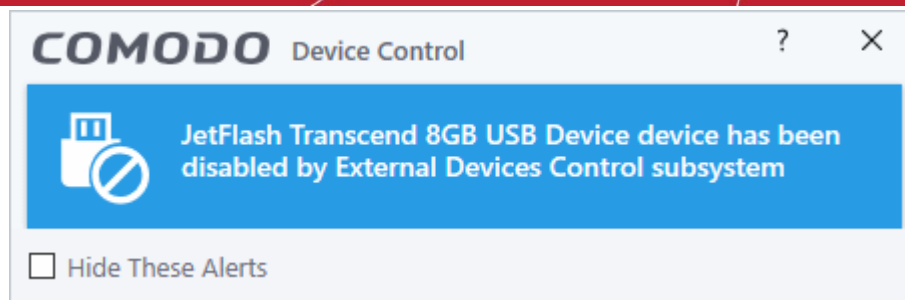 COMODO Device Control ?
JetFlash Transcend 8GB USB Device device has been
disabled by External Devices Control subsystem
Hide These Alerts